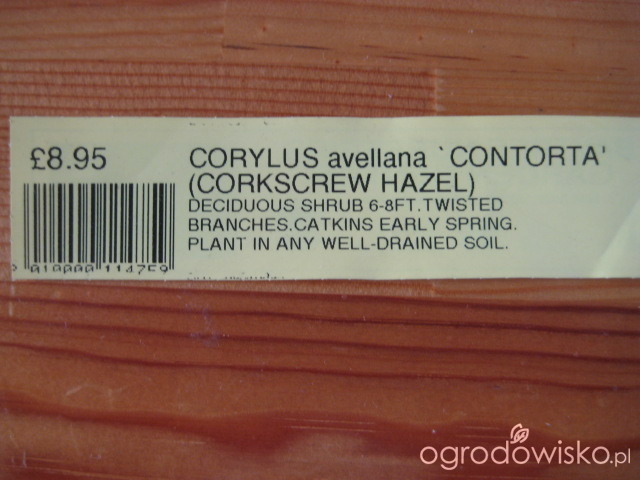 £8.95
CORYLUS avellana `CONTORTA'
(CORKSCREW HAZEL)
DECIDUOUS SHRUB 6-8FT.TWISTED
BRANCHES.CATKINS EARLY SPRING.
PLANT IN ANY WELL-DRAINED SOIL.
ogrodowisko.pl